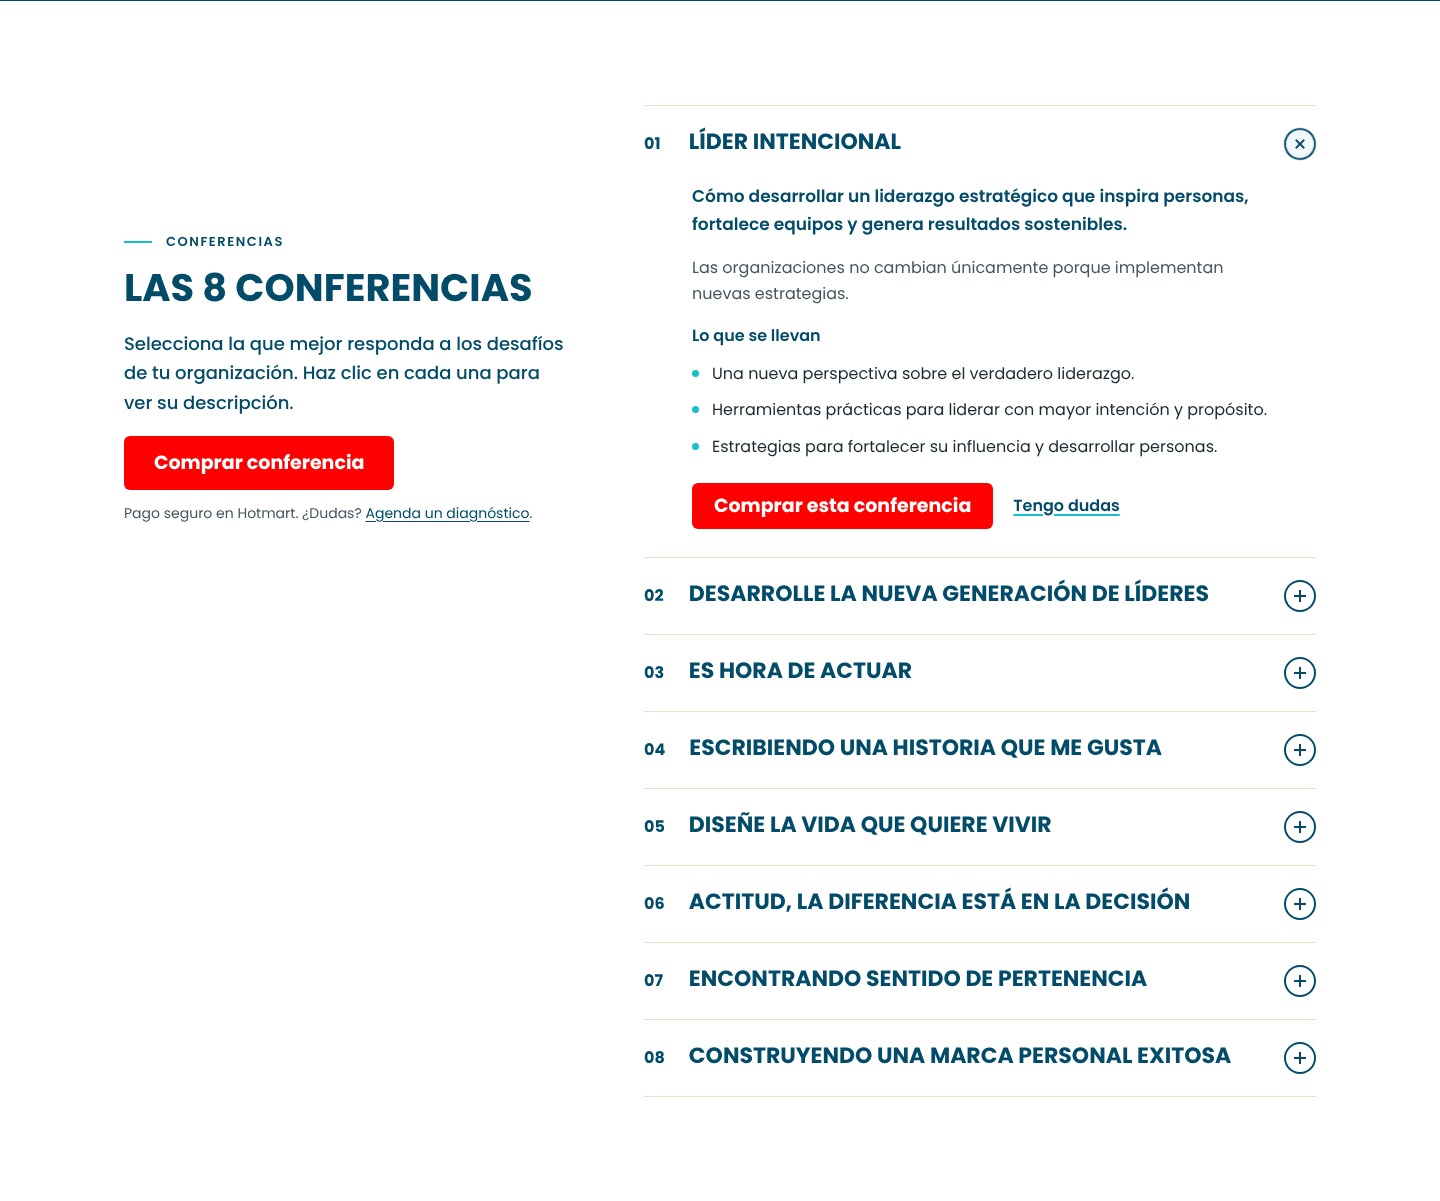 CONFERENCIAS
LAS 8 CONFERENCIAS
Selecciona la que mejor responda a los desafíos
de tu organización. Haz clic en cada una para
ver su descripción.
Comprar conferencia
Pago seguro en Hotmart. ¿Dudas? Agenda un diagnóstico.
01 LÍDER INTENCIONAL
Cómo desarrollar un liderazgo estratégico que inspira personas,
fortalece equipos y genera resultados sostenibles.
Las organizaciones no cambian únicamente porque implementan
nuevas estrategias.
Lo que se llevan
Una nueva perspectiva sobre el verdadero liderazgo.
Herramientas prácticas para liderar con mayor intención y propósito.
Estrategias para fortalecer su influencia y desarrollar personas.
Comprar esta conferencia Tengo dudas
02 DESARROLLE LA NUEVA GENERACIÓN DE LÍDERES
03 ES HORA DE ACTUAR
04 ESCRIBIENDO UNA HISTORIA QUE ME GUSTA
05 DISEÑE LA VIDA QUE QUIERE VIVIR
06 ACTITUD, LA DIFERENCIA ESTÁ EN LA DECISIÓN
07 ENCONTRANDO SENTIDO DE PERTENENCIA
08 CONSTRUYENDO UNA MARCA PERSONAL EXITOSA